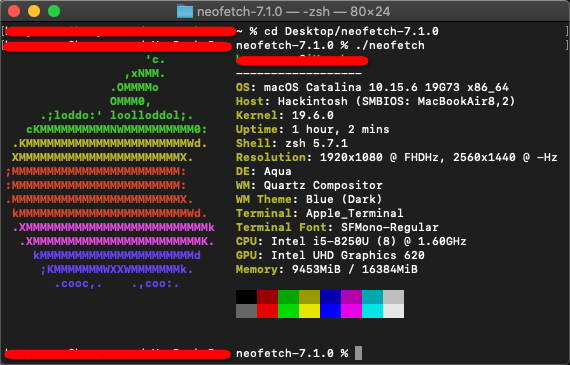 neofetch-7.1.0 — -zsh — 80×24
~ % cd Desktop/neofetch-7.1.0
neofetch-7.1.0 % ./neofetch
'c.
,xNMM.
------------------
.OMMMMo
OS: macOS Catalina 10.15.6 19G73 x86_64
OMMM0,
Host: Hackintosh (SMBIOS: MacBookAir8,2)
.;loddo:' loolloddol;.
Kernel: 19.6.0
cKMMMMMMMMMMNWMMMMMMMMMM0:
Uptime: 1 hour, 2 mins
.KMMMMMMMMMMMMMMMMMMMMMMMWd.
Shell: zsh 5.7.1
XMMMMMMMMMMMMMMMMMMMMMMMX.
Resolution: 1920x1080 @ FHDHz, 2560x1440 @ -Hz
;MMMMMMMMMMMMMMMMMMMMMMMM:
DE: Aqua
:MMMMMMMMMMMMMMMMMMMMMMMM:
WM: Quartz Compositor
.MMMMMMMMMMMMMMMMMMMMMMMMX.
WM Theme: Blue (Dark)
kMMMMMMMMMMMMMMMMMMMMMMMMWd.
Terminal: Apple_Terminal
.XMMMMMMMMMMMMMMMMMMMMMMMMMMk
Terminal Font: SFMono-Regular
.XMMMMMMMMMMMMMMMMMMMMMMMMK.
CPU: Intel i5-8250U (8) @ 1.60GHz
kMMMMMMMMMMMMMMMMMMMMMMd
GPU: Intel UHD Graphics 620
;KMMMMMMMWXXWMMMMMMMk.
Memory: 9453MiB / 16384MiB
.cooc,.    .,coo:.
neofetch-7.1.0 %